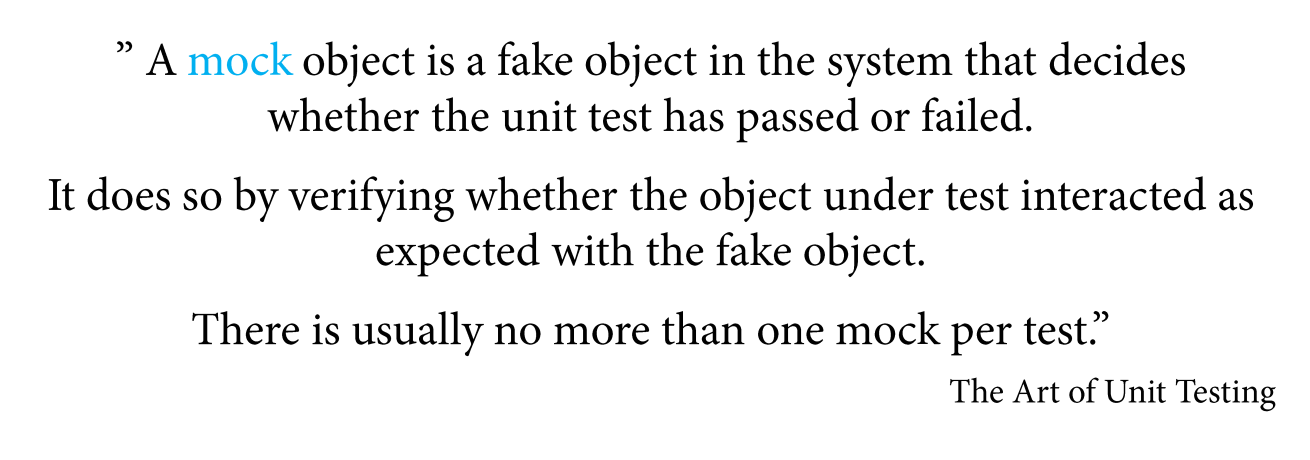 ” A mock object is a fake object in the system that decides
whether the unit test has passed or failed.
It does so by verifying whether the object under test interacted as
expected with the fake object.
There is usually no more than one mock per test.”
The Art of Unit Testing